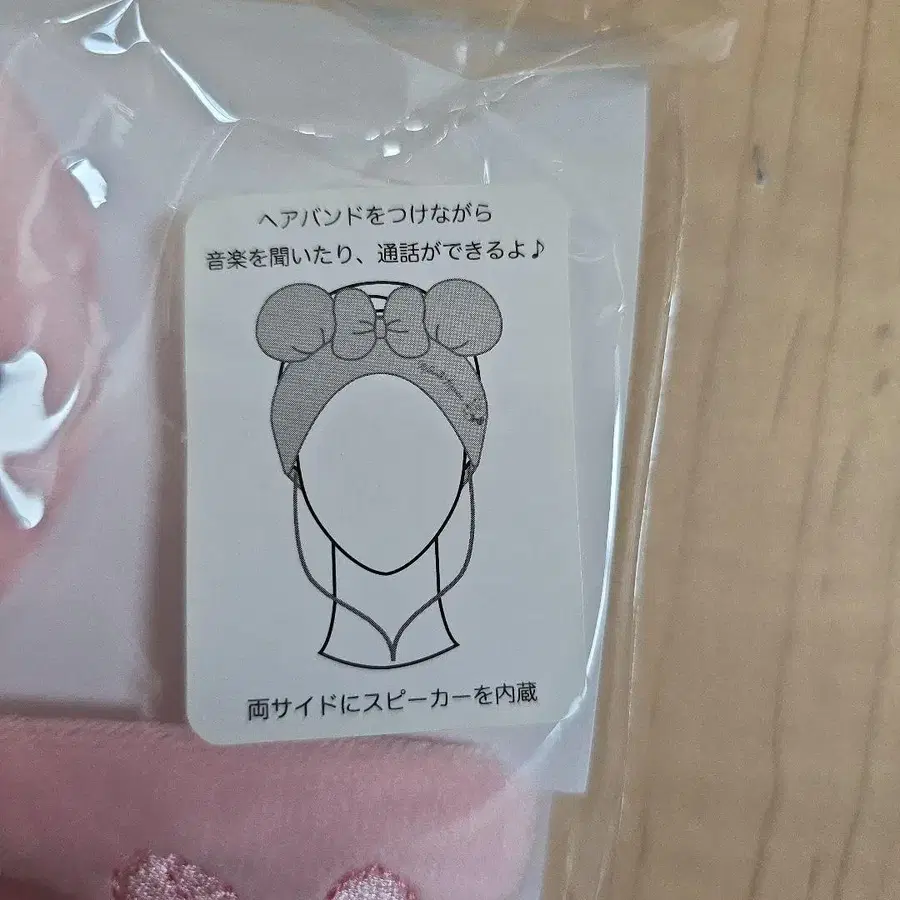 ヘアバンドをつけながら
音楽を聞いたり、通話ができるよ♪
両サイドにスピーカーを内蔵